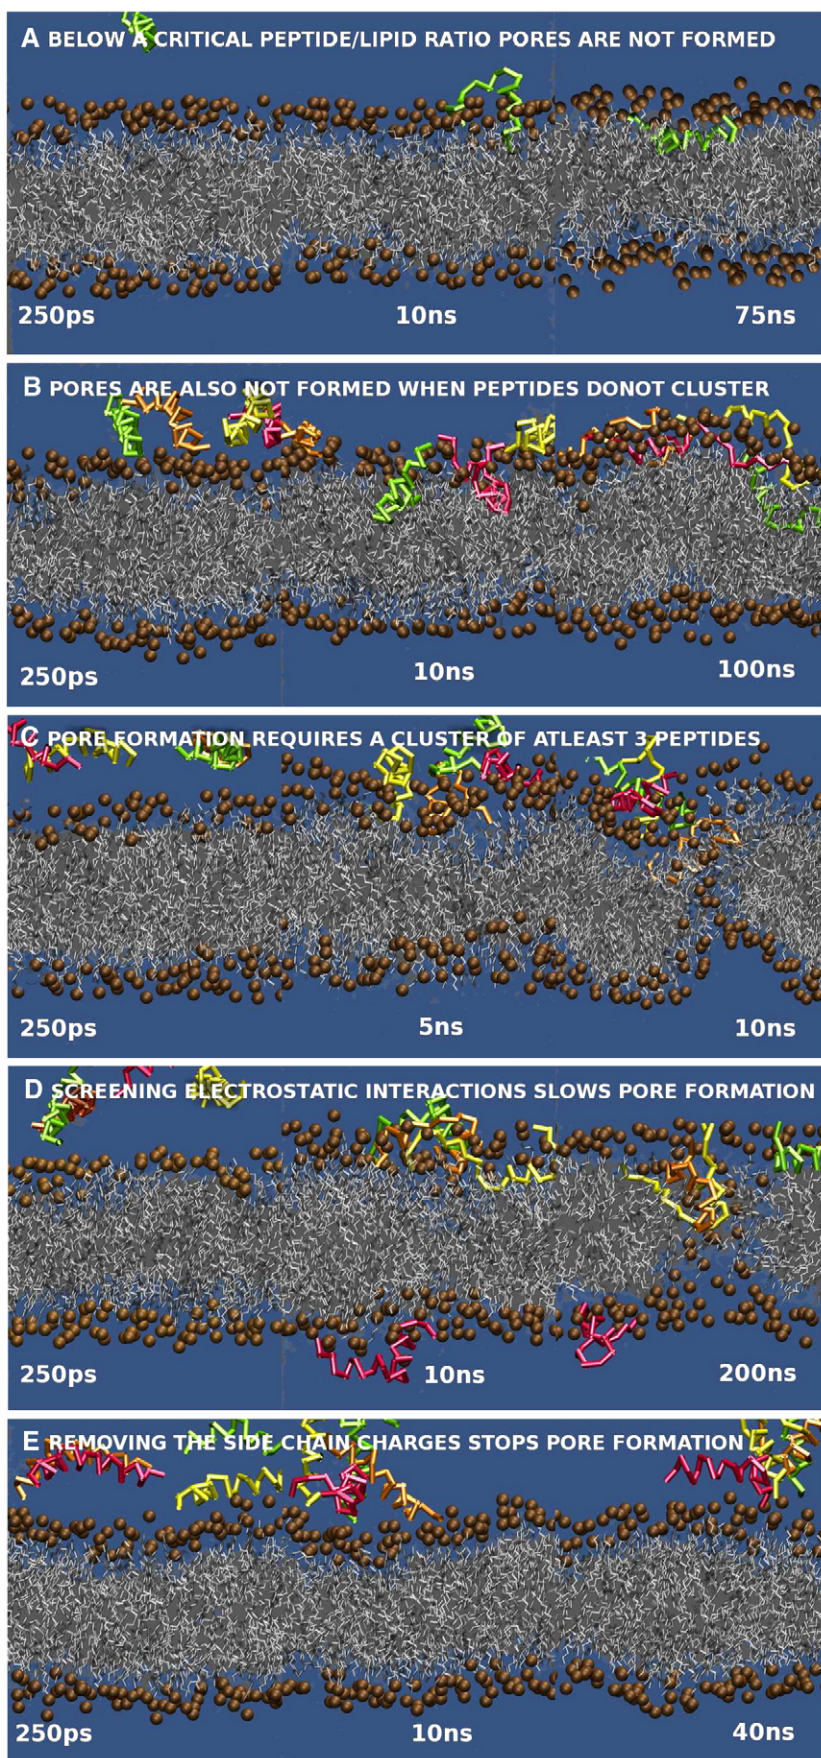 A BELOW A CRITICAL PEPTIDE/LIPID RATIO PORES ARE NOT FORMED
250ps 10ns 75ns
B PORES ARE ALSO NOT FORMED WHEN PEPTIDES DONOT CLUSTER
250ps 10ns 100ns
C PORE FORMATION REQUIRES A CLUSTER OF ATLEAST 3 PEPTIDES
250ps 5ns 10ns
D SCREENING ELECTROSTATIC INTERACTIONS SLOWS PORE FORMATION
250ps 10ns 200ns
E REMOVING THE SIDE CHAIN CHARGES STOPS PORE FORMATION
250ps 10ns 40ns